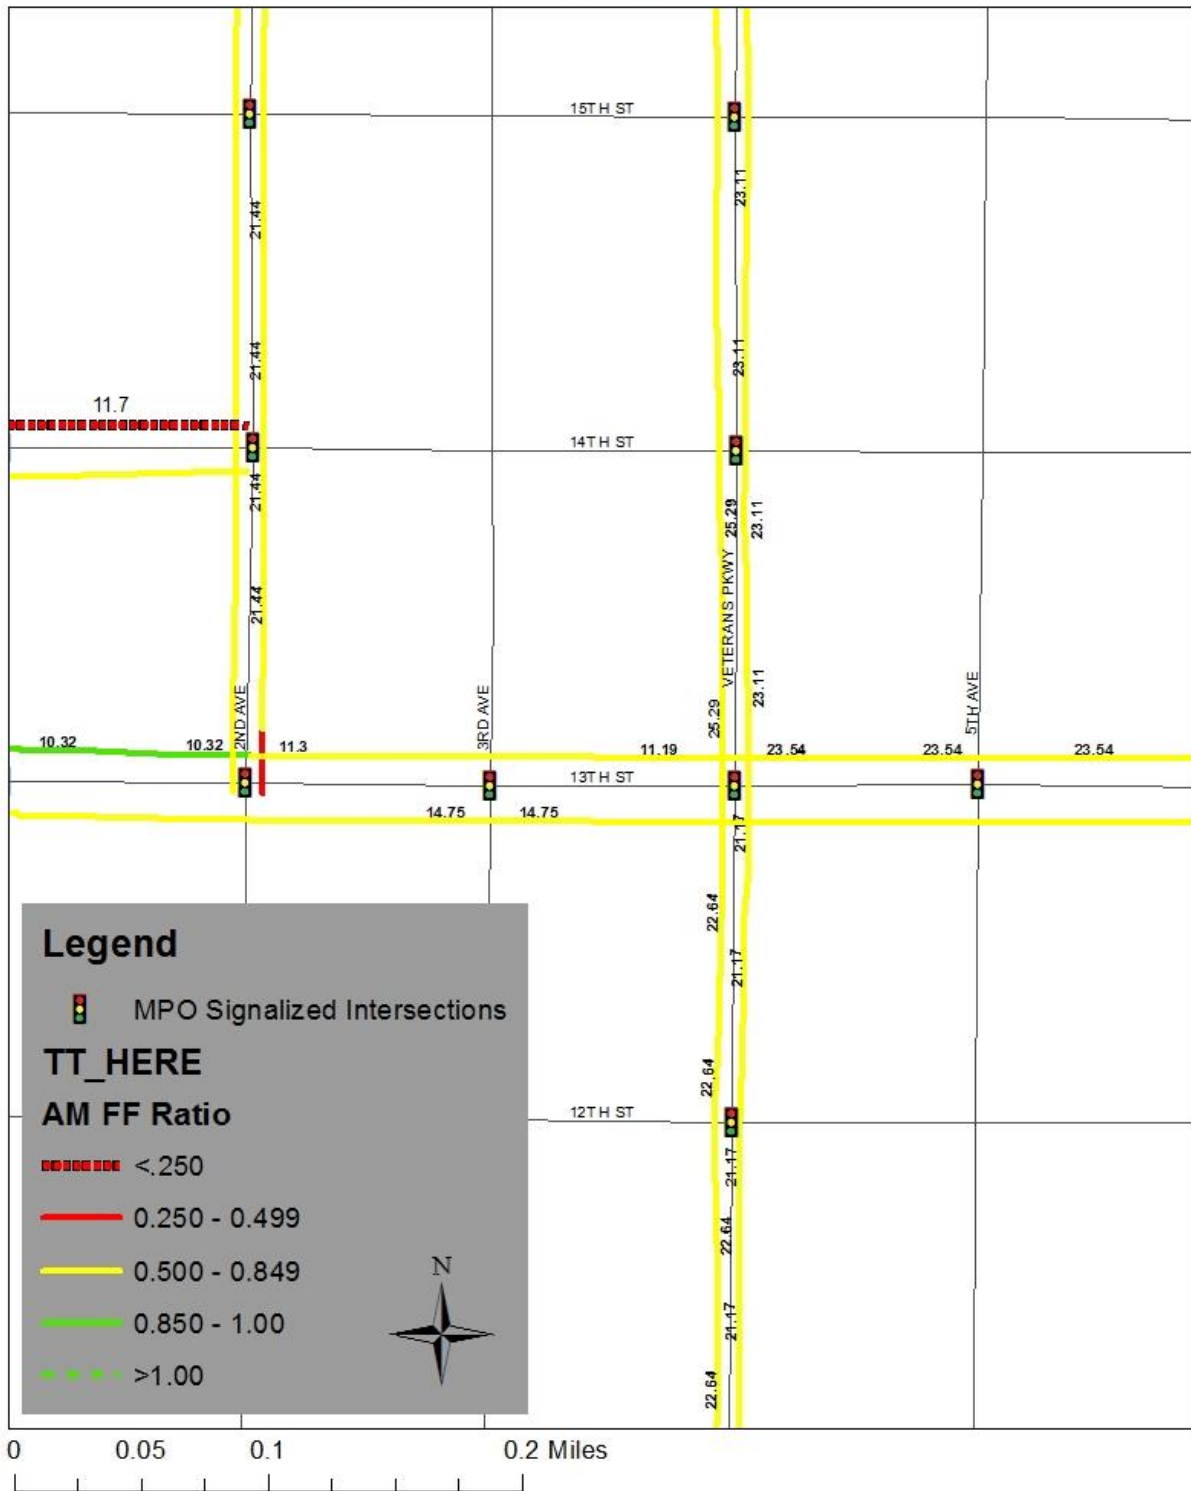 15TH ST
23.11
21.44
21.44
23.11
11.7
14TH ST
21.44
25.29
23.11
21.44
VETERANS PKWY
23.11
2ND AVE
3RD AVE
5TH AVE
25.29
10.32
10.32
11.3
11.19
23.54
23.54
23.54
13TH ST
14.75
14.75
21.17
22.64
21.17
22.64
12TH ST
21.17
22.64
21.17
22.64
Legend
MPO Signalized Intersections
TT_HERE
AM FF Ratio
<.250
0.250 - 0.499
0.500 - 0.849
0.850 - 1.00
>1.00
N
0 0.05 0.1 0.2 Miles